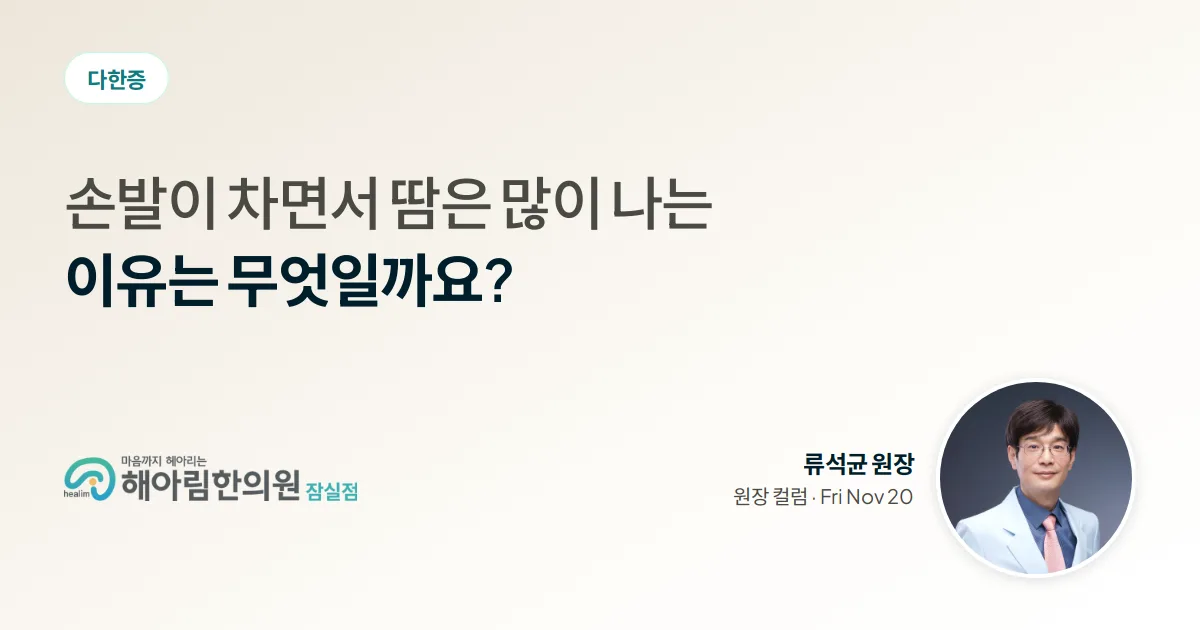 다한증
손발이 차면서 땀은 많이 나는
이유는 무엇일까요?
마음까지 헤아리는
healim 해아림한의원 잠실점
류석균 원장
원장 컬럼 · Fri Nov 20